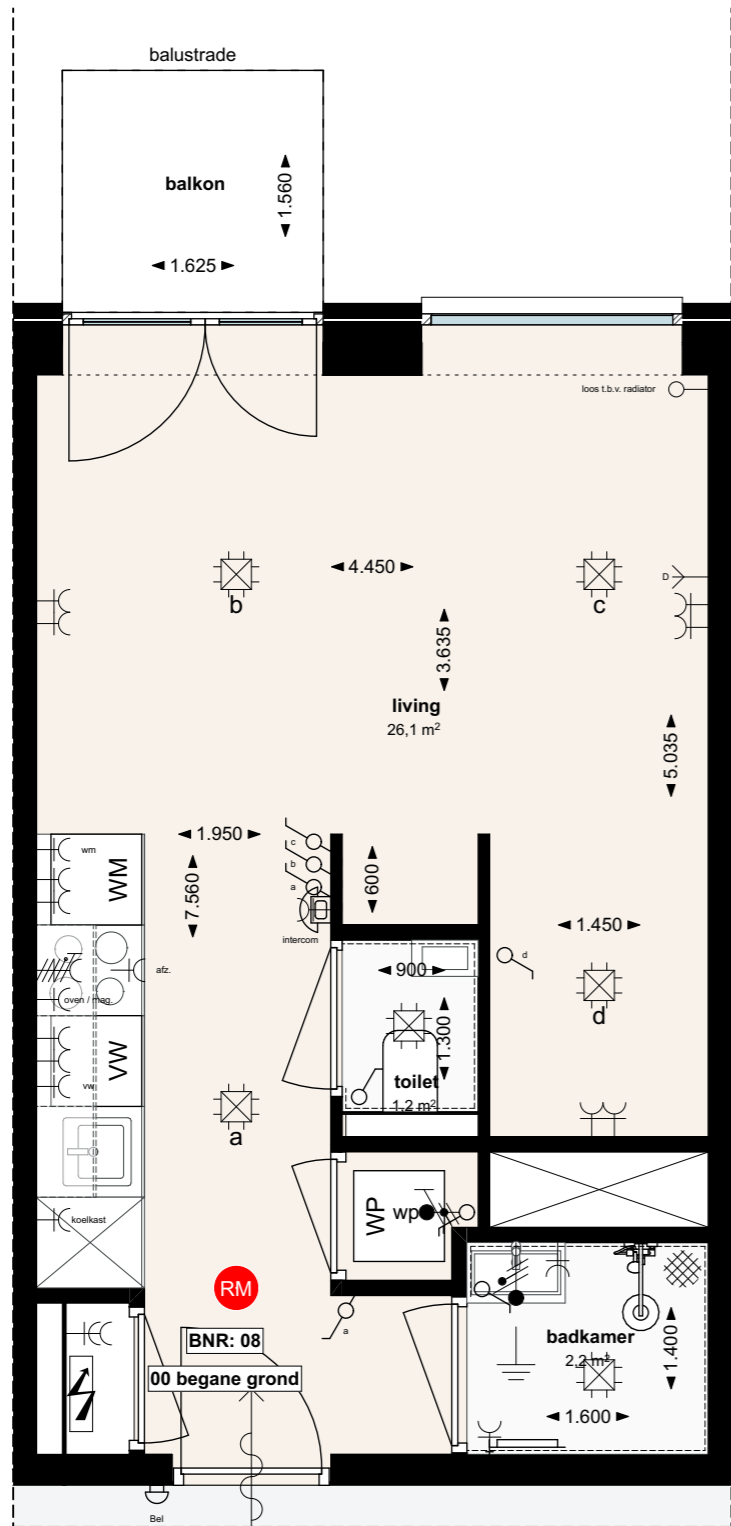 balustrade
balkon
1.560
1.625
loos t.b.v. radiator
4.450
b
c
D
3.635
living
26,1 m²
5.035
1.950
wm
WM
7.560
c
b
a
600
intercom
1.450
900
d
afz.
oven / mag.
d
1.300
VW
vw
toilet
1,2 m²
a
WP
wp
koelkast
RM
a
BNR: 08
badkamer
2,2 m²
1.400
00 begane grond
1.600
Bel